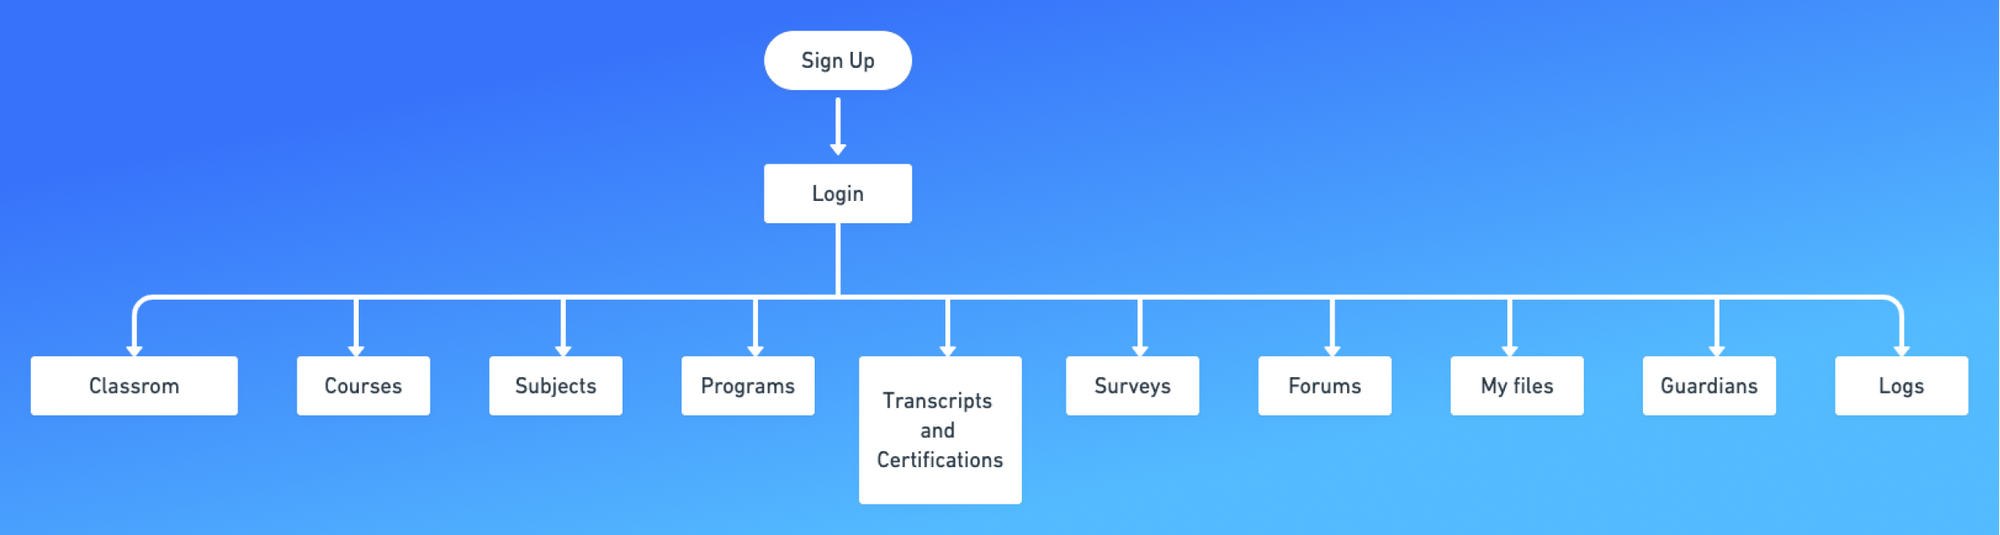 Sign Up
Login
Classrom
Courses
Subjects
Programs
Transcripts
and
Certifications
Surveys
Forums
My files
Guardians
Logs